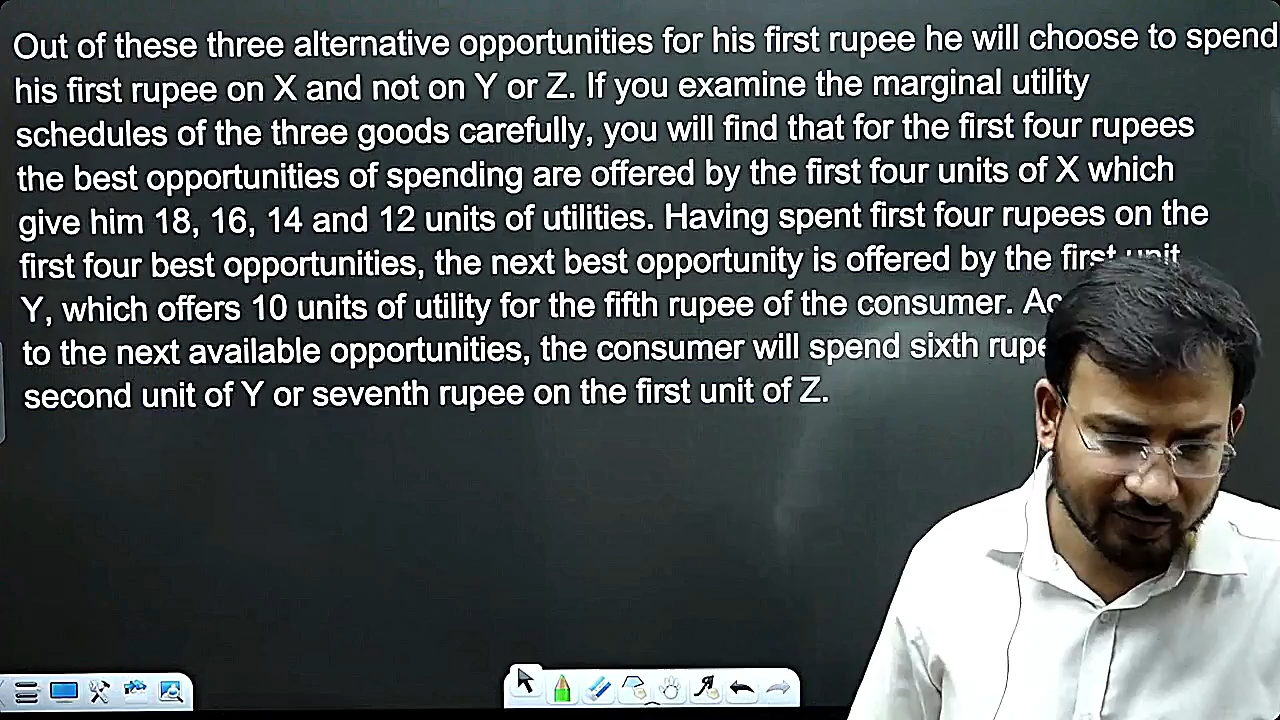 Out of these three alternative opportunities for his first rupee he will choose to spend
his first rupee on X and not on Y or Z. If you examine the marginal utility
schedules of the three goods carefully, you will find that for the first four rupees
the best opportunities of spending are offered by the first four units of X which
give him 18, 16, 14 and 12 units of utilities. Having spent first four rupees on the
first four best opportunities, the next best opportunity is offered by the first unit
Y, which offers 10 units of utility for the fifth rupee of the consumer.
to the next available opportunities, the consumer will spend sixth
second unit of Y or seventh rupee on the first unit of Z.